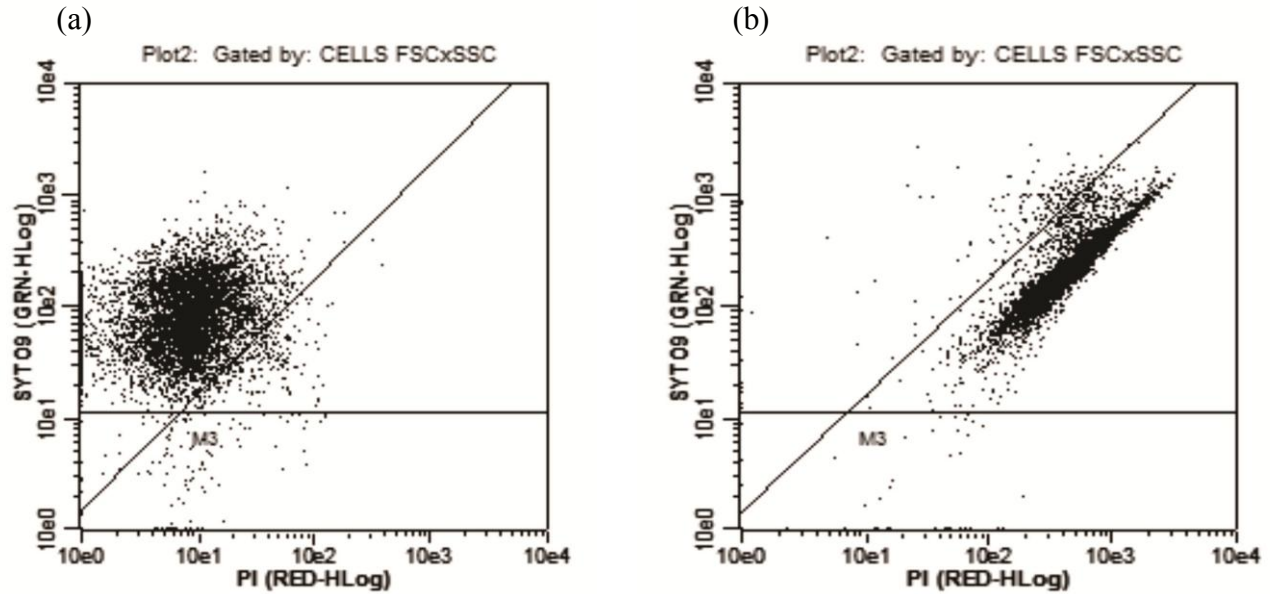 (a)
Plot2: Gated by: CELLS FSCxSSC
10e4
10e3
10e2
10e1
10e0
SYTO9 (GRN-HLog)
M3
10e0 10e1 10e2 10e3 10e4
PI (RED-HLog)
(b)
Plot2: Gated by: CELLS FSCxSSC
10e4
10e3
10e2
10e1
10e0
SYTO9 (GRN-HLog)
M3
10e0 10e1 10e2 10e3 10e4
PI (RED-HLog)